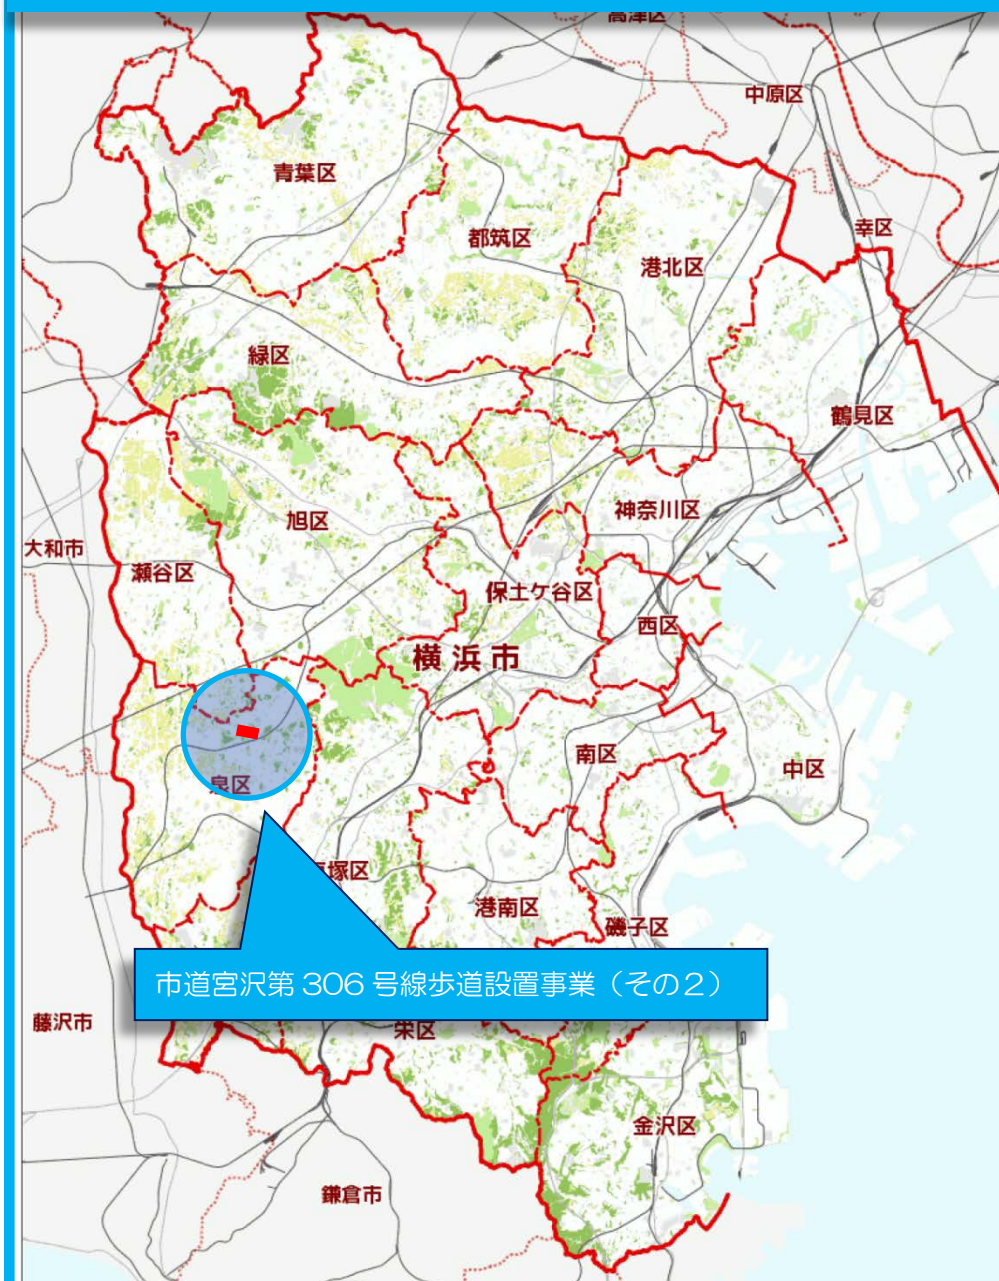 高津区
中原区
青葉区
幸区
都筑区
港北区
緑区
鶴見区
神奈川区
旭区
大和市
瀬谷区
保土ケ谷区
西区
横浜市
南区
中区
泉区
塚区
港南区
磯子区
市道宮沢第306号線歩道設置事業（その2）
藤沢市
栄区
金沢区
鎌倉市